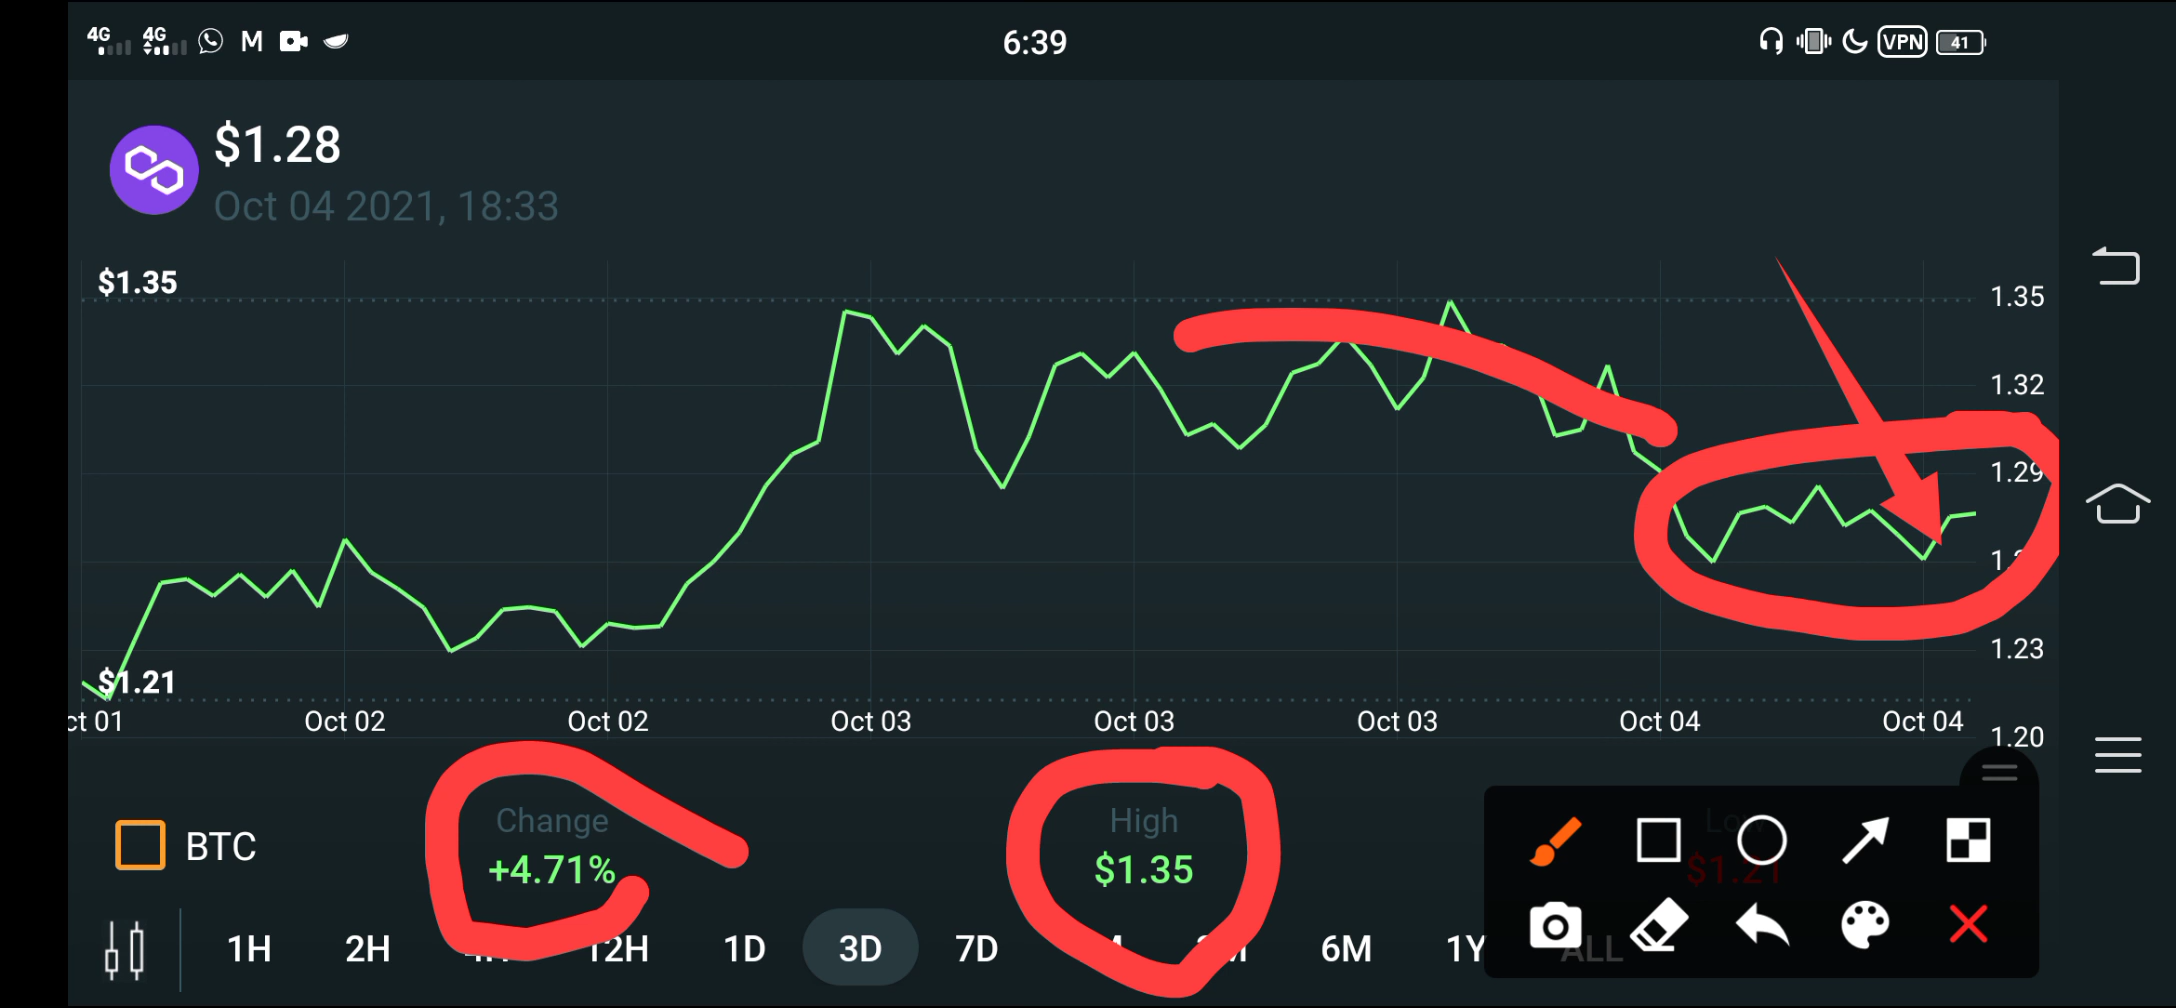 4G 4G M 6:39 VPN 41
$1.28
Oct 04 2021, 18:33
$1.35
1.35
1.32
1.29
1.23
$1.21
ct 01 Oct 02 Oct 02 Oct 03 Oct 03 Oct 03 Oct 04 Oct 04
1.20
Change High Low
BTC +4.71% $1.35 $1.21
1H 2H 12H 1D 3D 7D 6M 1Y ALL